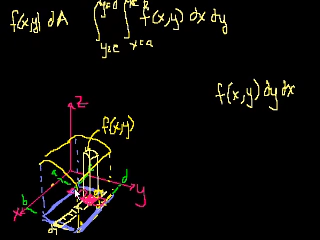 f(x,y) dA ∫ y=c y=d ∫ x=a x=b f(x,y) dx dy
f(x,y) dy dx
z
f(x,y)
a
d
y
x
b